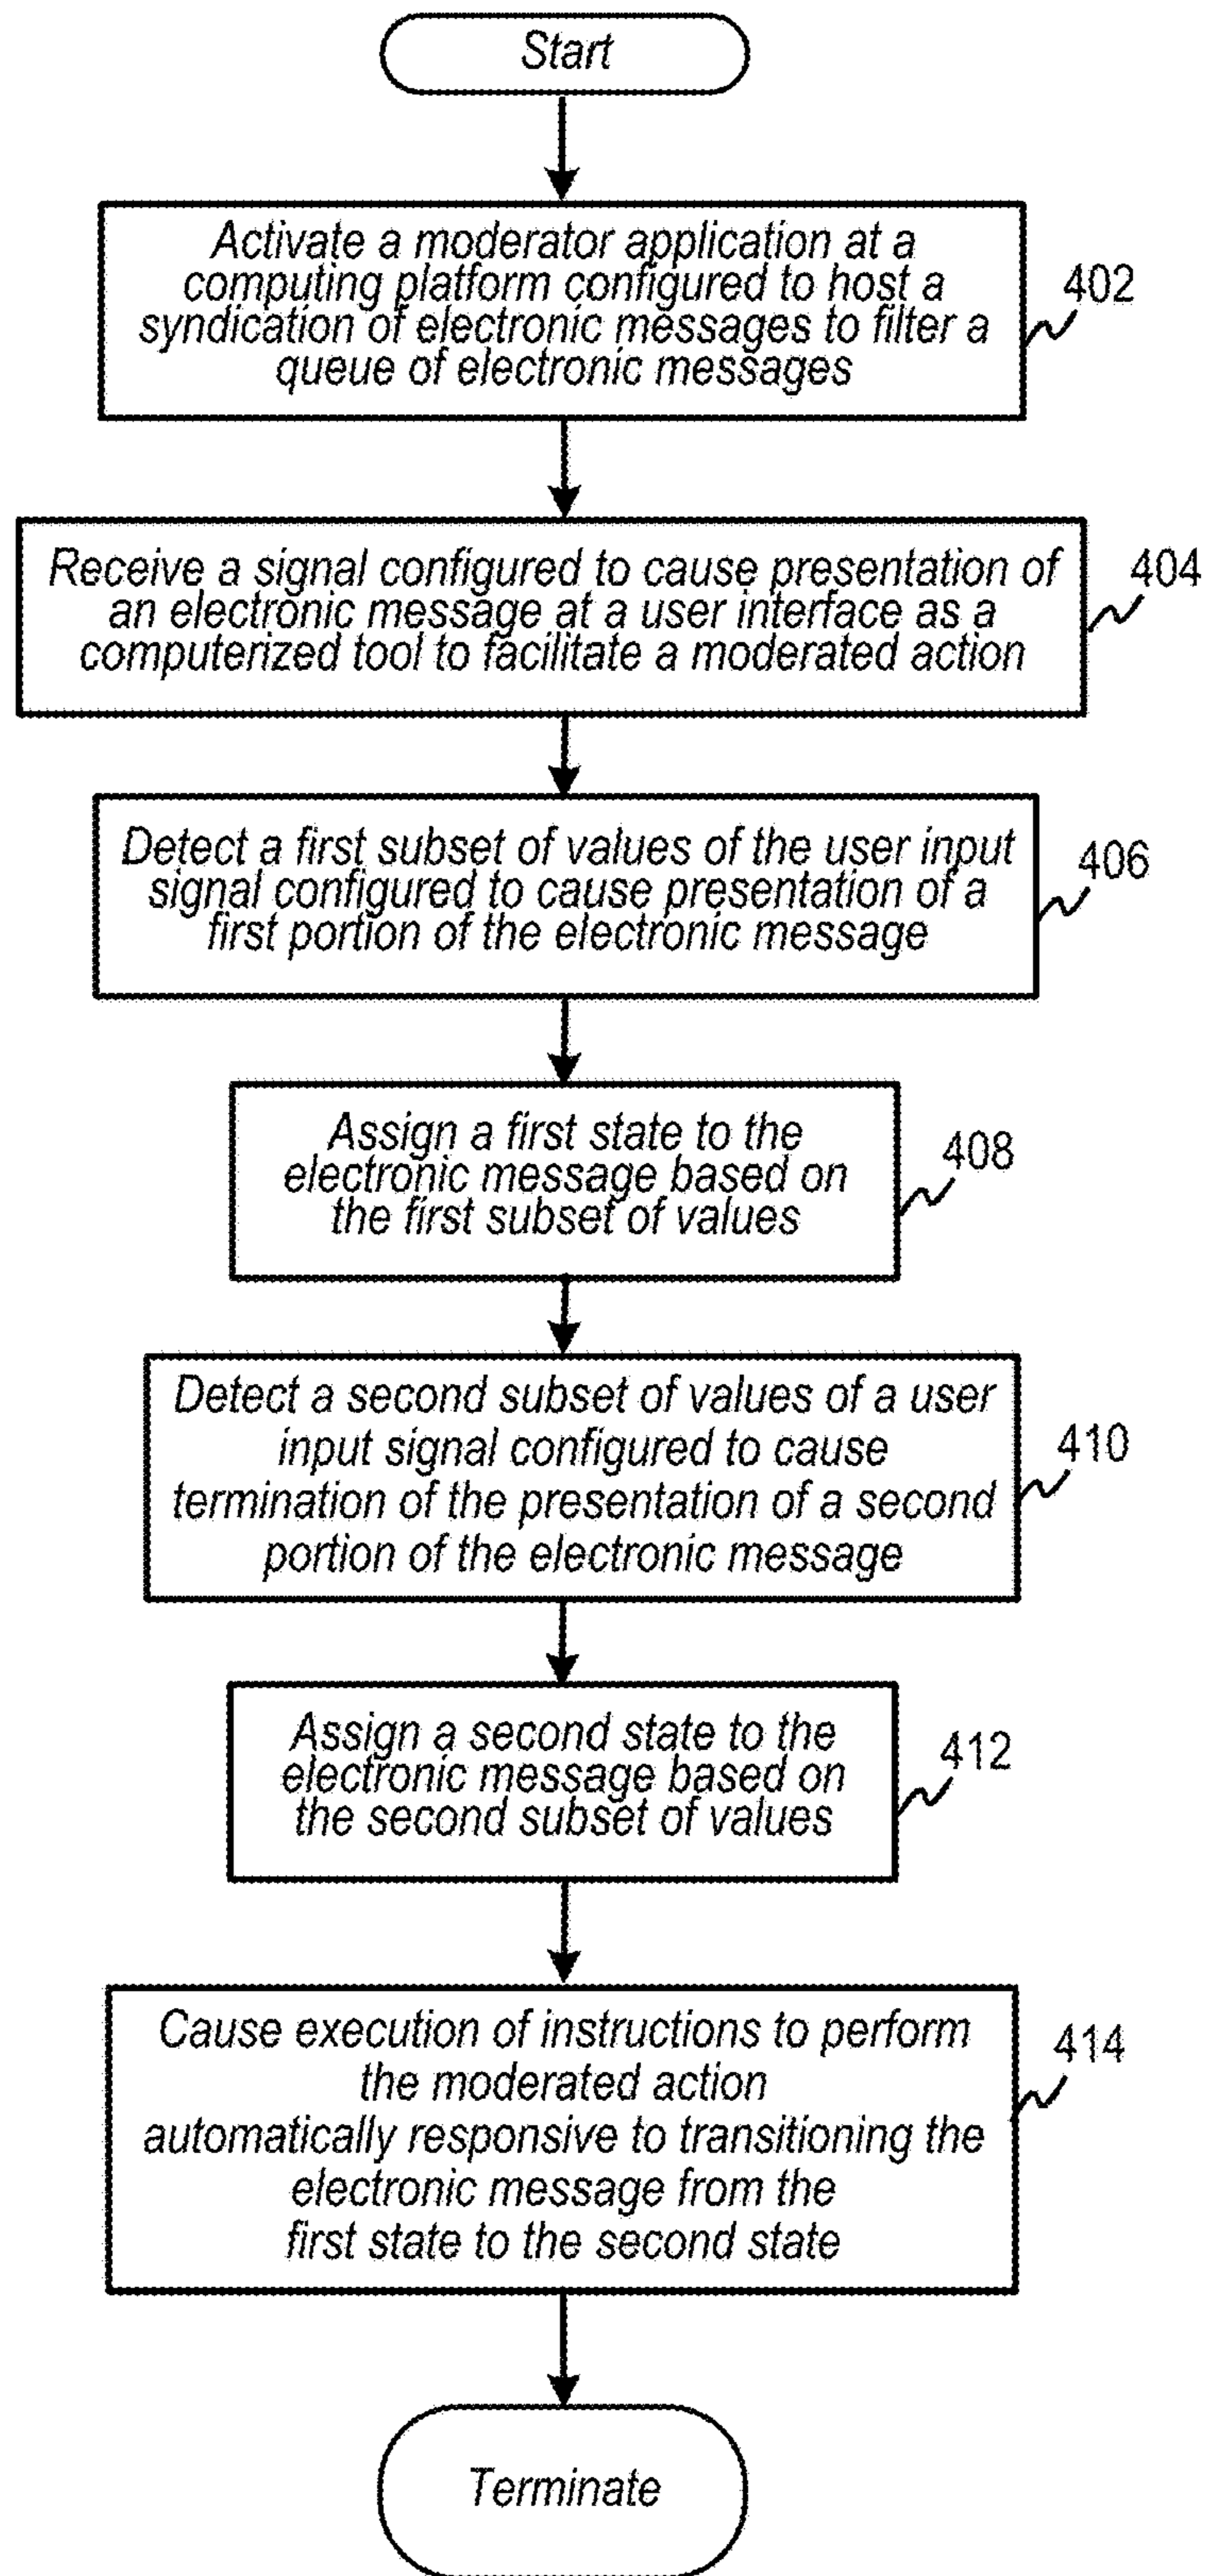 Start
Activate a moderator application at a
computing platform configured to host a
syndication of electronic messages to filter a
queue of electronic messages
402
Receive a signal configured to cause presentation of
an electronic message at a user interface as a
computerized tool to facilitate a moderated action
404
Detect a first subset of values of the user input
signal configured to cause presentation of a
first portion of the electronic message
406
Assign a first state to the
electronic message based on
the first subset of values
408
Detect a second subset of values of a user
input signal configured to cause
termination of the presentation of a second
portion of the electronic message
410
Assign a second state to the
electronic message based on
the second subset of values
412
Cause execution of instructions to perform
the moderated action
automatically responsive to transitioning the
electronic message from the
first state to the second state
414
Terminate